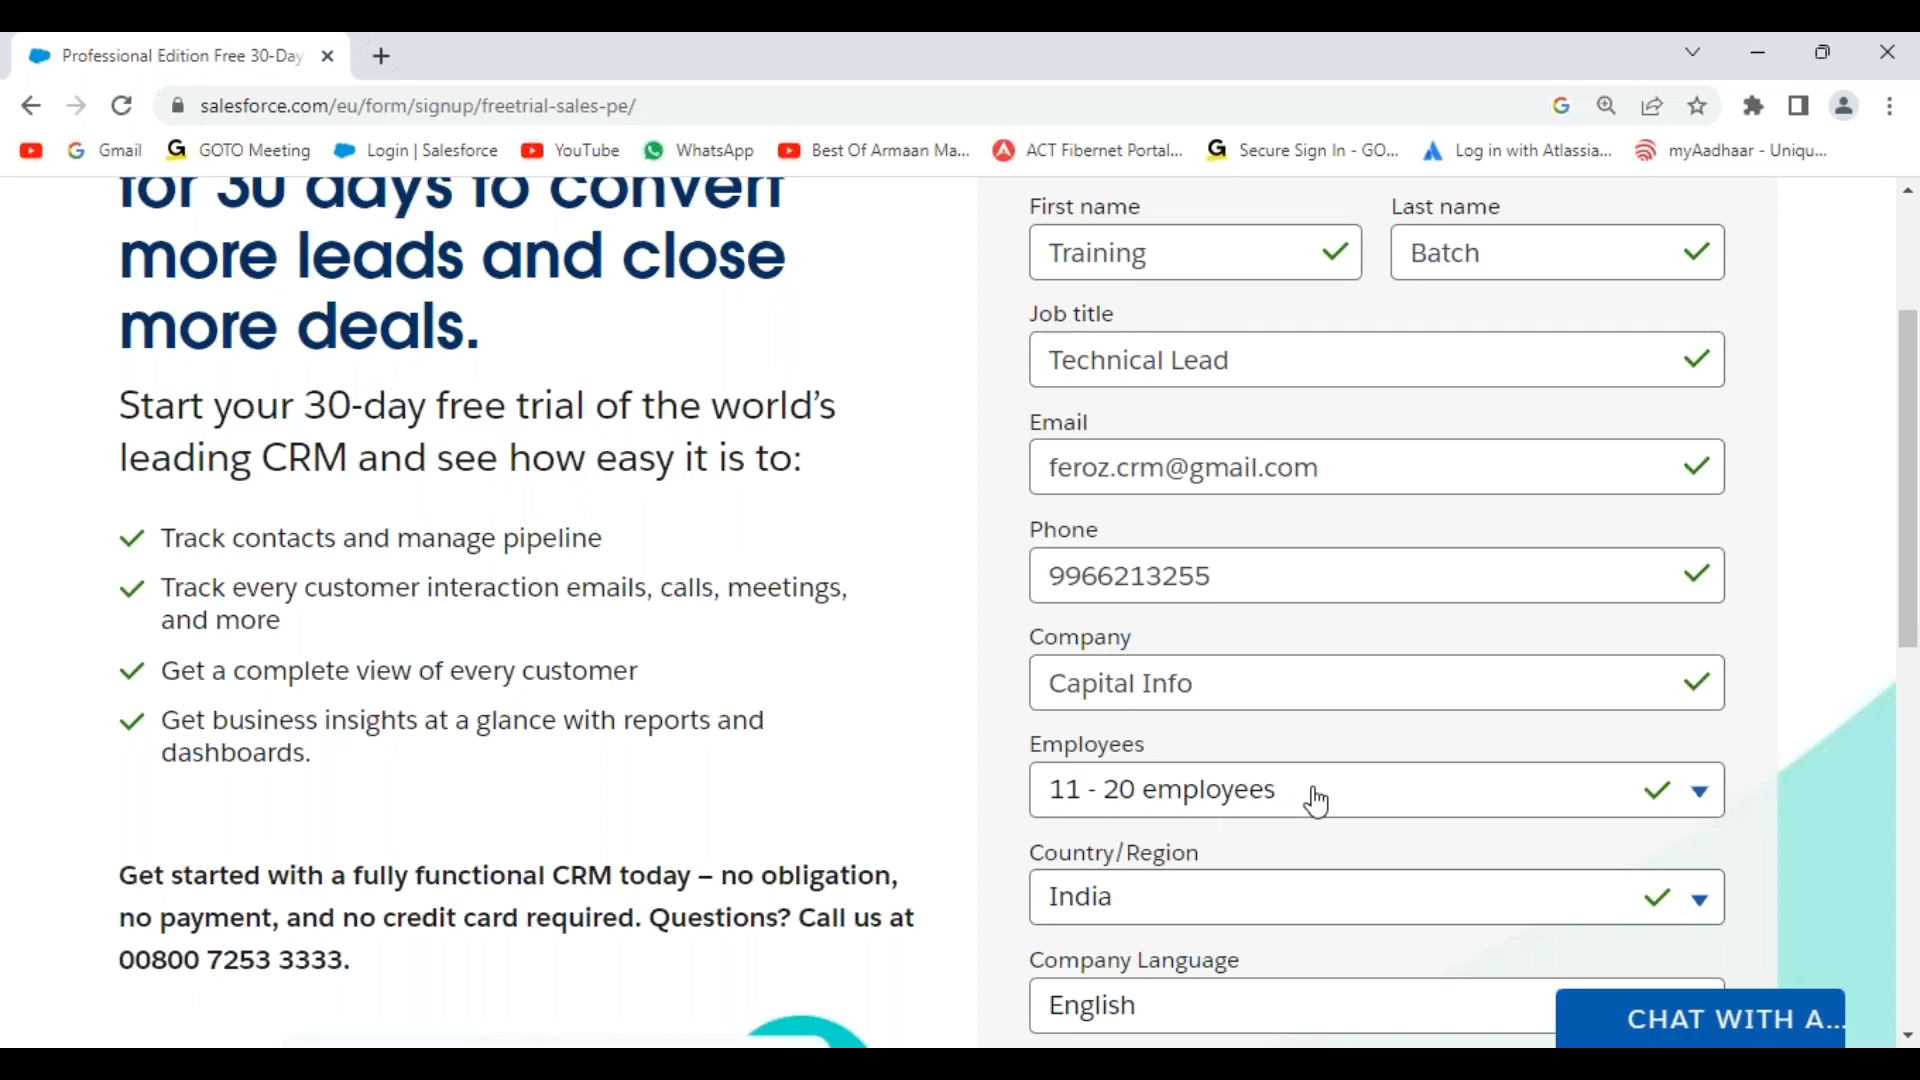 Professional Edition Free 30-Day
salesforce.com/eu/form/signup/freetrial-sales-pe/
Gmail
GOTO Meeting
Login | Salesforce
YouTube
WhatsApp
Best Of Armaan Ma...
ACT Fibernet Portal...
Secure Sign In - GO...
Log in with Atlassia...
myAadhaar - Uniqu...
for 30 days to convert
more leads and close
more deals.
Start your 30-day free trial of the world's
leading CRM and see how easy it is to:
Track contacts and manage pipeline
Track every customer interaction emails, calls, meetings,
and more
Get a complete view of every customer
Get business insights at a glance with reports and
dashboards.
Get started with a fully functional CRM today – no obligation,
no payment, and no credit card required. Questions? Call us at
00800 7253 3333.
First name
Last name
Training
Batch
Job title
Technical Lead
Email
feroz.crm@gmail.com
Phone
9966213255
Company
Capital Info
Employees
11 - 20 employees
Country/Region
India
Company Language
English
CHAT WITH A...